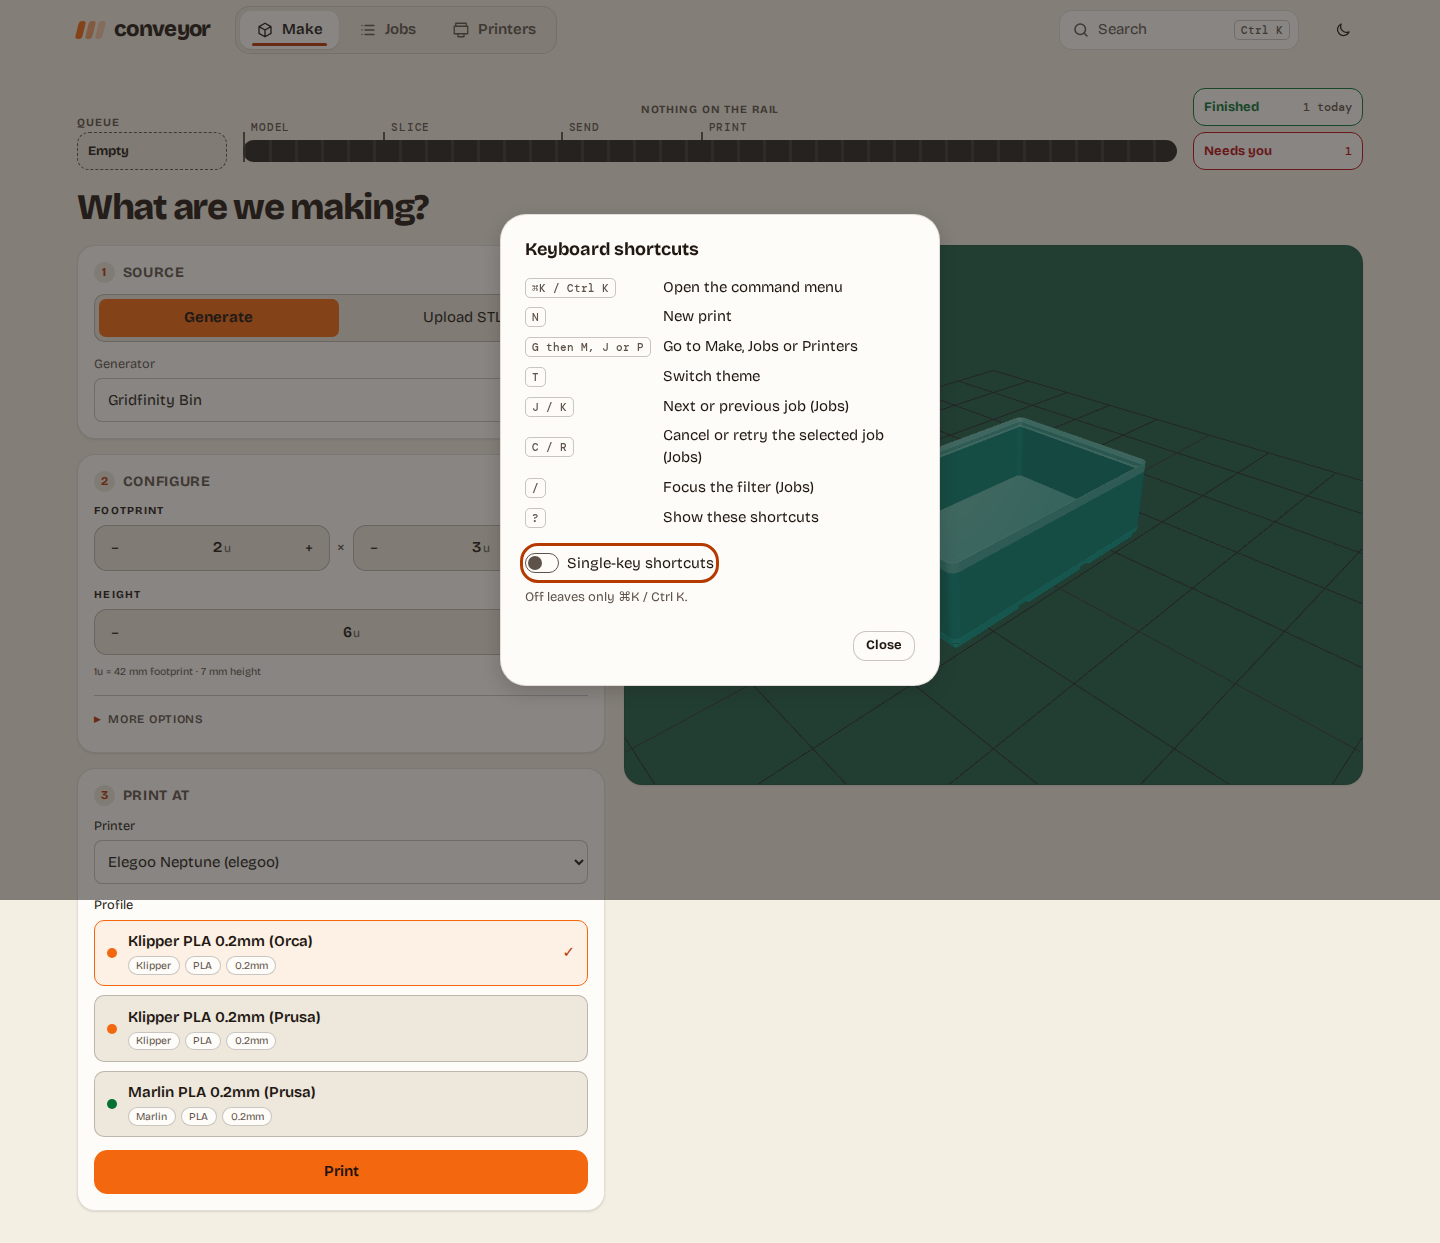 conveyor
Make
Jobs
Printers
Search
Ctrl K
QUEUE
Empty
NOTHING ON THE RAIL
MODEL
SLICE
SEND
PRINT
Finished 1 today
Needs you 1
What are we making?
1 SOURCE
Generate
Upload STL
Generator
Gridfinity Bin
2 CONFIGURE
FOOTPRINT
− 2u + × − 3u
HEIGHT
− 6u
1u = 42 mm footprint · 7 mm height
▶ MORE OPTIONS
3 PRINT AT
Printer
Elegoo Neptune (elegoo)
Profile
Klipper PLA 0.2mm (Orca) ✓
Klipper PLA 0.2mm
Klipper PLA 0.2mm (Prusa)
Klipper PLA 0.2mm
Marlin PLA 0.2mm (Prusa)
Marlin PLA 0.2mm
Print
Keyboard shortcuts
⌘K / Ctrl K Open the command menu
N New print
G then M, J or P Go to Make, Jobs or Printers
T Switch theme
J / K Next or previous job (Jobs)
C / R Cancel or retry the selected job
(Jobs)
/ Focus the filter (Jobs)
? Show these shortcuts
Single-key shortcuts
Off leaves only ⌘K / Ctrl K.
Close